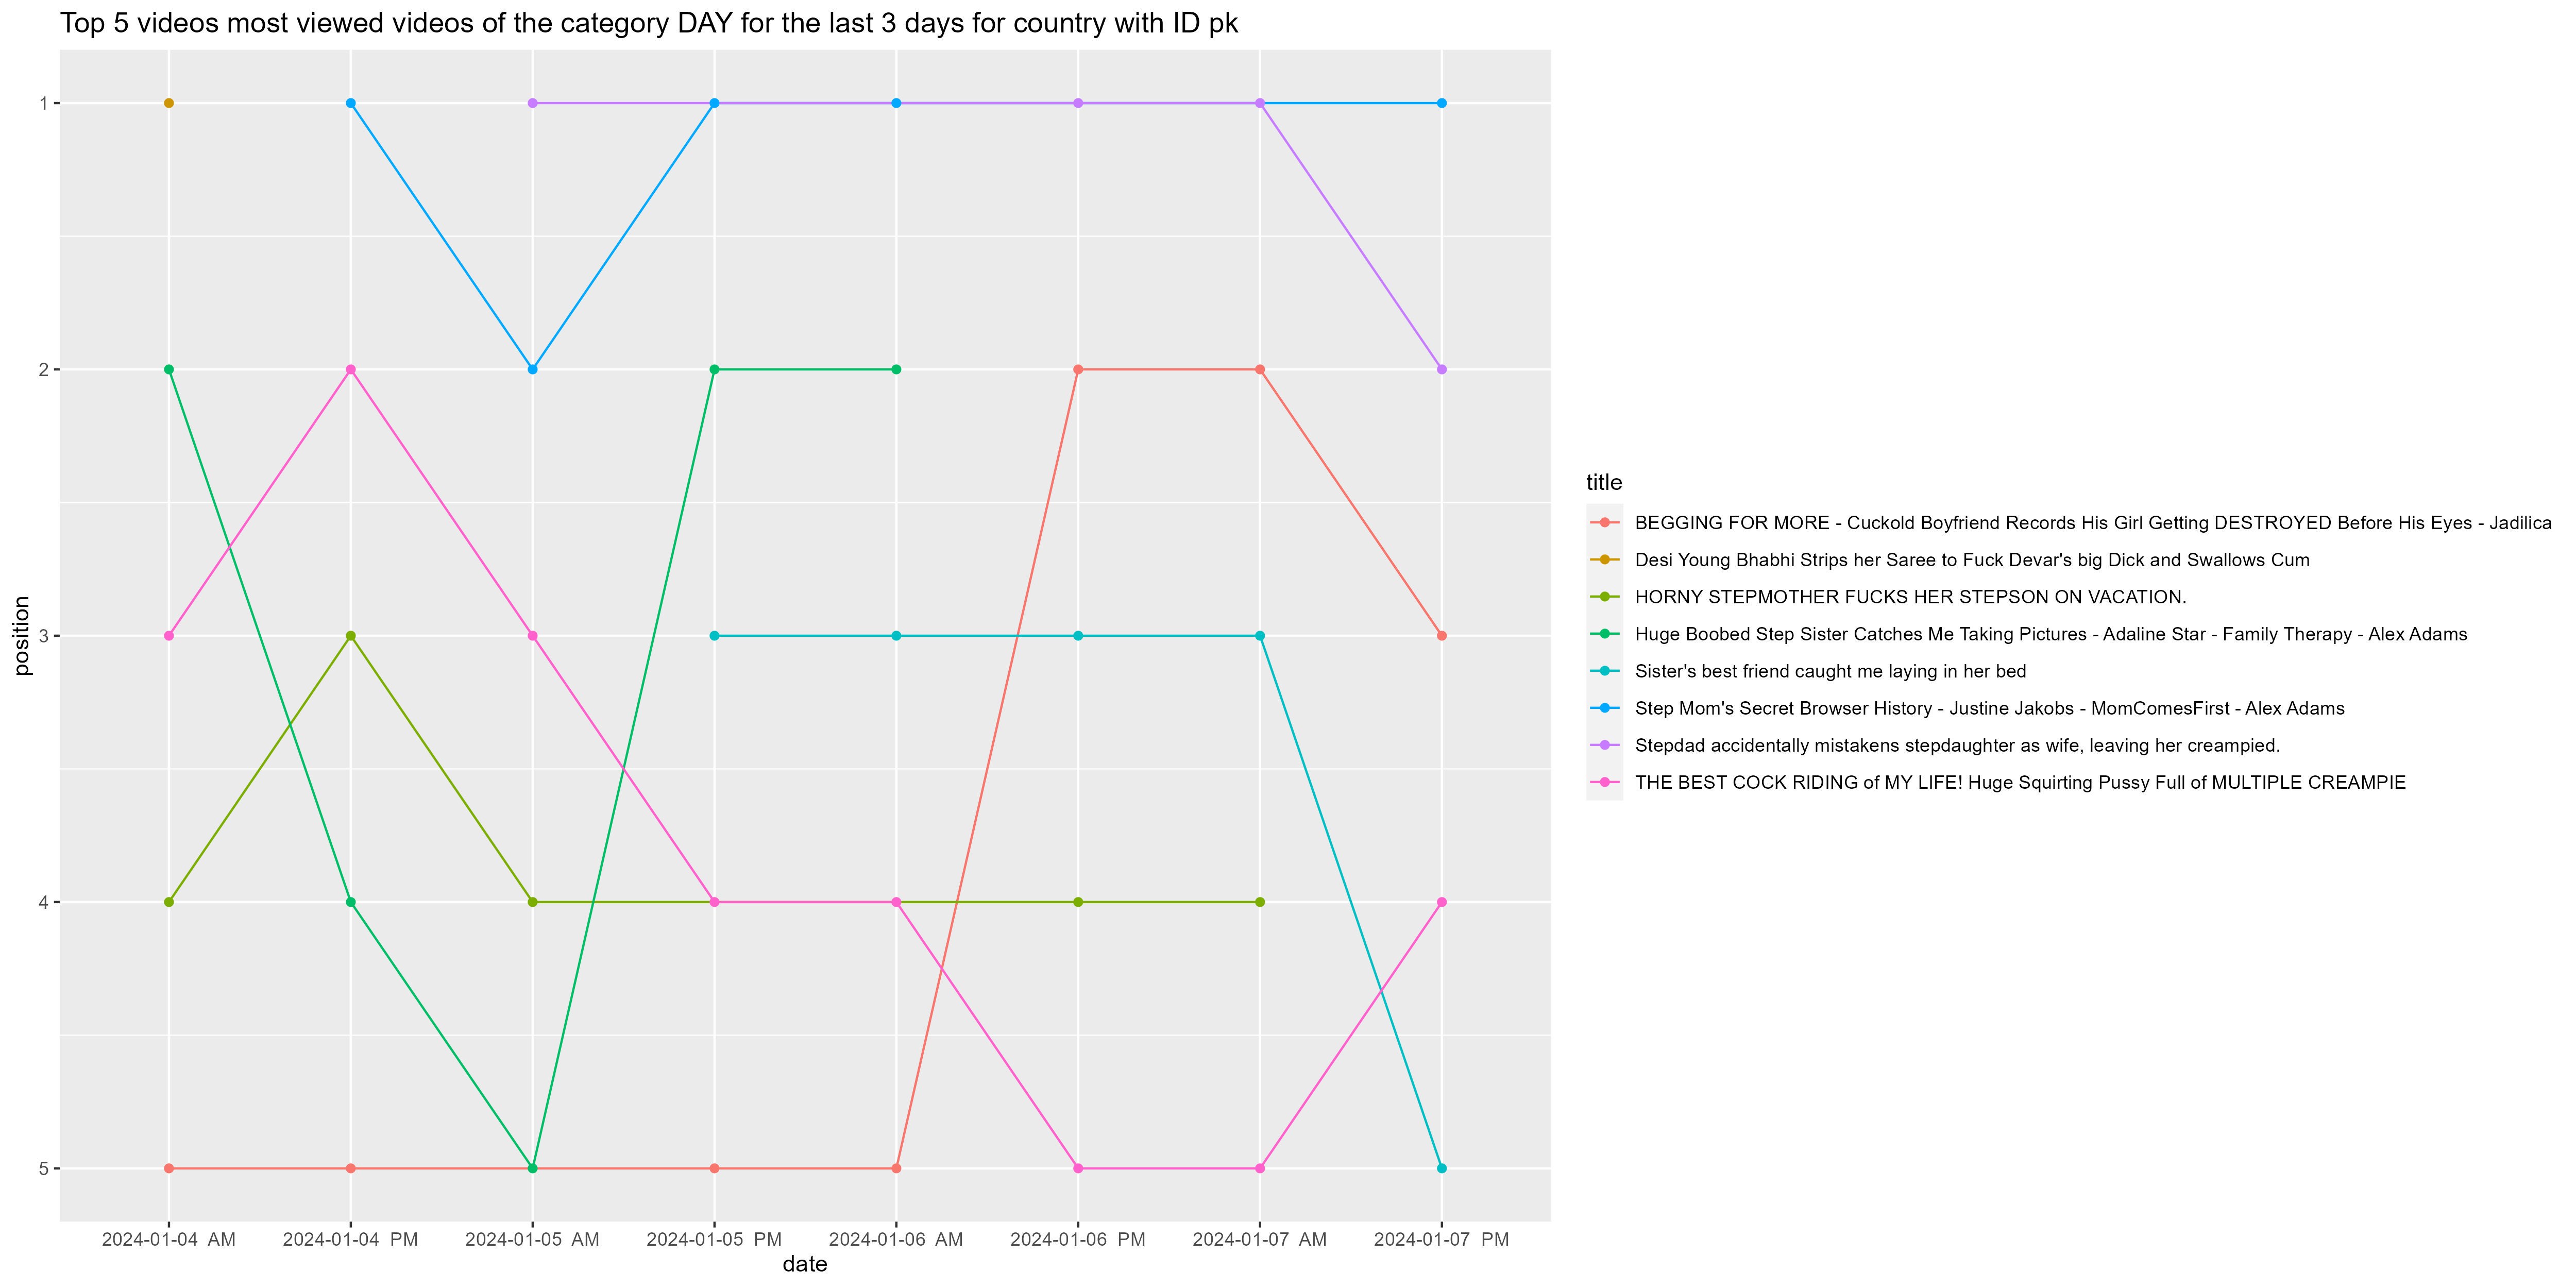 Top 5 videos most viewed videos of the category DAY for the last 3 days for country with ID pk
position
1
2
3
4
5
2024-01-04 AM
2024-01-04 PM
2024-01-05 AM
2024-01-05 PM
2024-01-06 AM
2024-01-06 PM
2024-01-07 AM
2024-01-07 PM
date
title
BEGGING FOR MORE - Cuckold Boyfriend Records His Girl Getting DESTROYED Before His Eyes - Jadilica
Desi Young Bhabhi Strips her Saree to Fuck Devar's big Dick and Swallows Cum
HORNY STEPMOTHER FUCKS HER STEPSON ON VACATION.
Huge Boobed Step Sister Catches Me Taking Pictures - Adaline Star - Family Therapy - Alex Adams
Sister's best friend caught me laying in her bed
Step Mom's Secret Browser History - Justine Jakobs - MomComesFirst - Alex Adams
Stepdad accidentally mistakens stepdaughter as wife, leaving her creampied.
THE BEST COCK RIDING of MY LIFE! Huge Squirting Pussy Full of MULTIPLE CREAMPIE